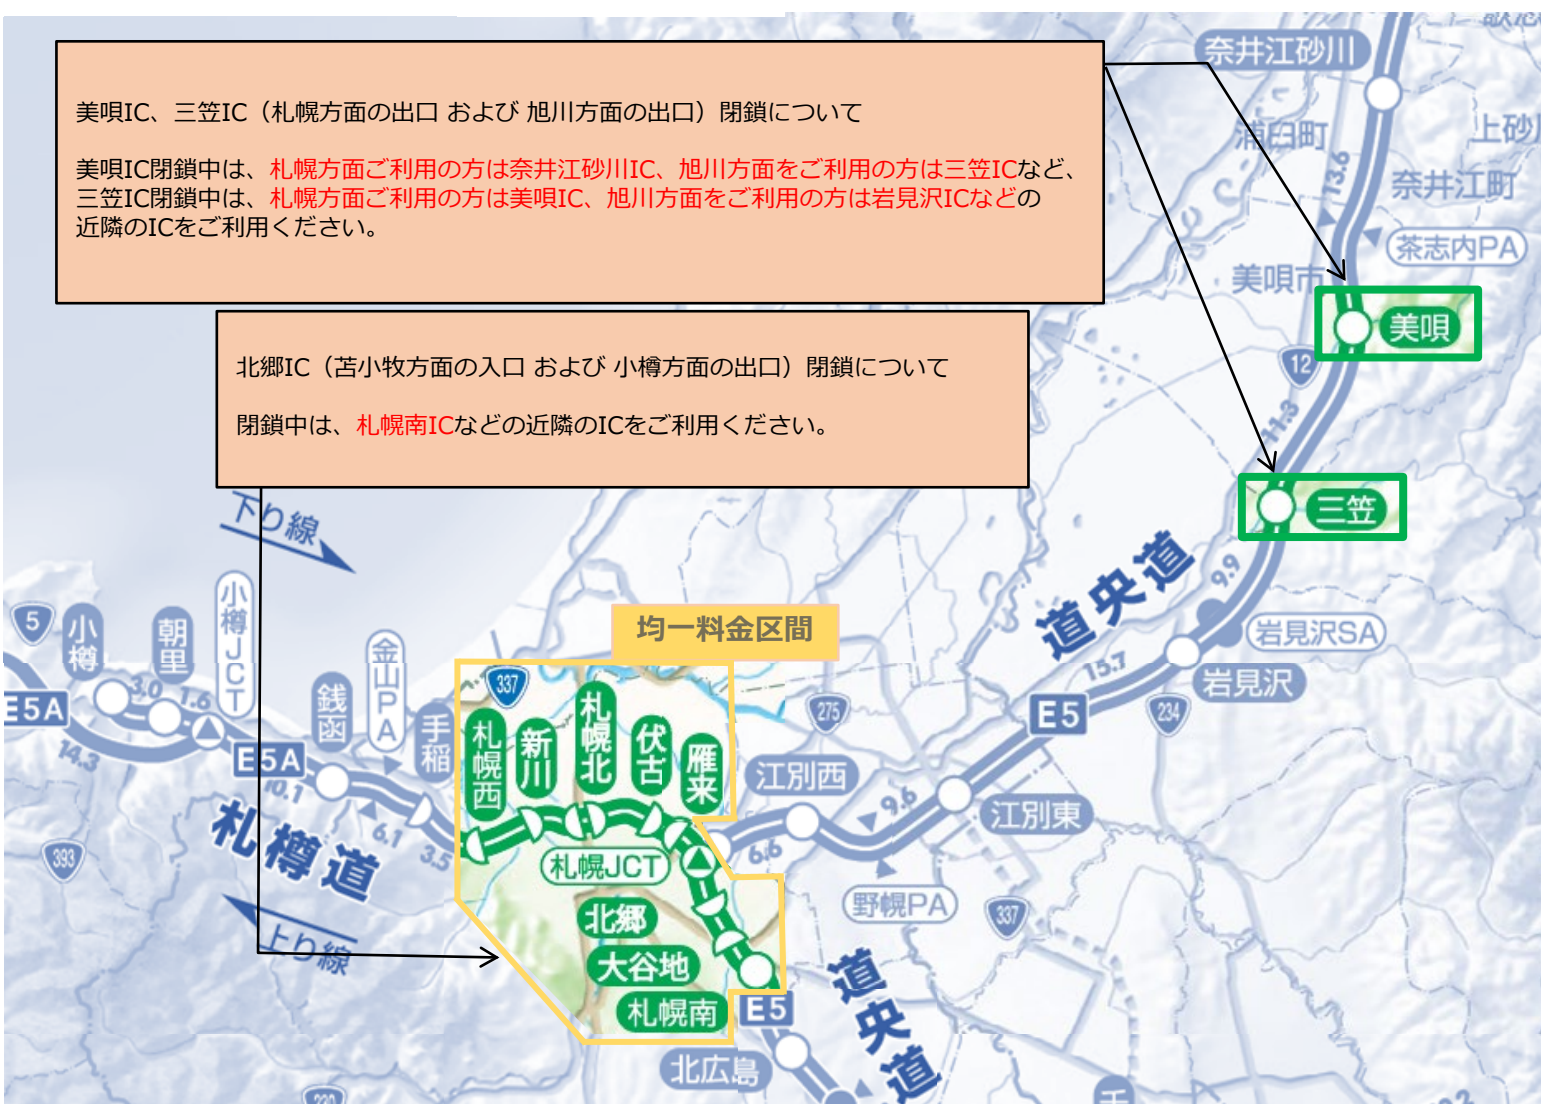 美唄IC、三笠IC（札幌方面の出口 および 旭川方面の出口）閉鎖について
美唄IC閉鎖中は、札幌方面ご利用の方は奈井江砂川IC、旭川方面をご利用の方は三笠ICなど、
三笠IC閉鎖中は、札幌方面ご利用の方は美唄IC、旭川方面をご利用の方は岩見沢ICなどの
近隣のICをご利用ください。
北郷IC（苫小牧方面の入口 および 小樽方面の出口）閉鎖について
閉鎖中は、札幌南ICなどの近隣のICをご利用ください。
奈井江砂川
浦臼町
上砂川
13.6
奈井江町
茶志内PA
美唄市
美唄
12
11.3
三笠
道央道
9.9
岩見沢SA
15.7
岩見沢
E5
234
275
下り線
均一料金区間
5
小樽
朝里
小樽JCT
金山PA
銭函
手稲
3.0
1.6
E5A
14.3
E5A
10.1
6.1
3.5
札樽道
393
上り線
337
札幌西
新川
札幌北
伏古
雁来
札幌JCT
北郷
大谷地
札幌南
江別西
9.6
江別東
6.6
野幌PA
337
E5
道央道
北広島
230
千